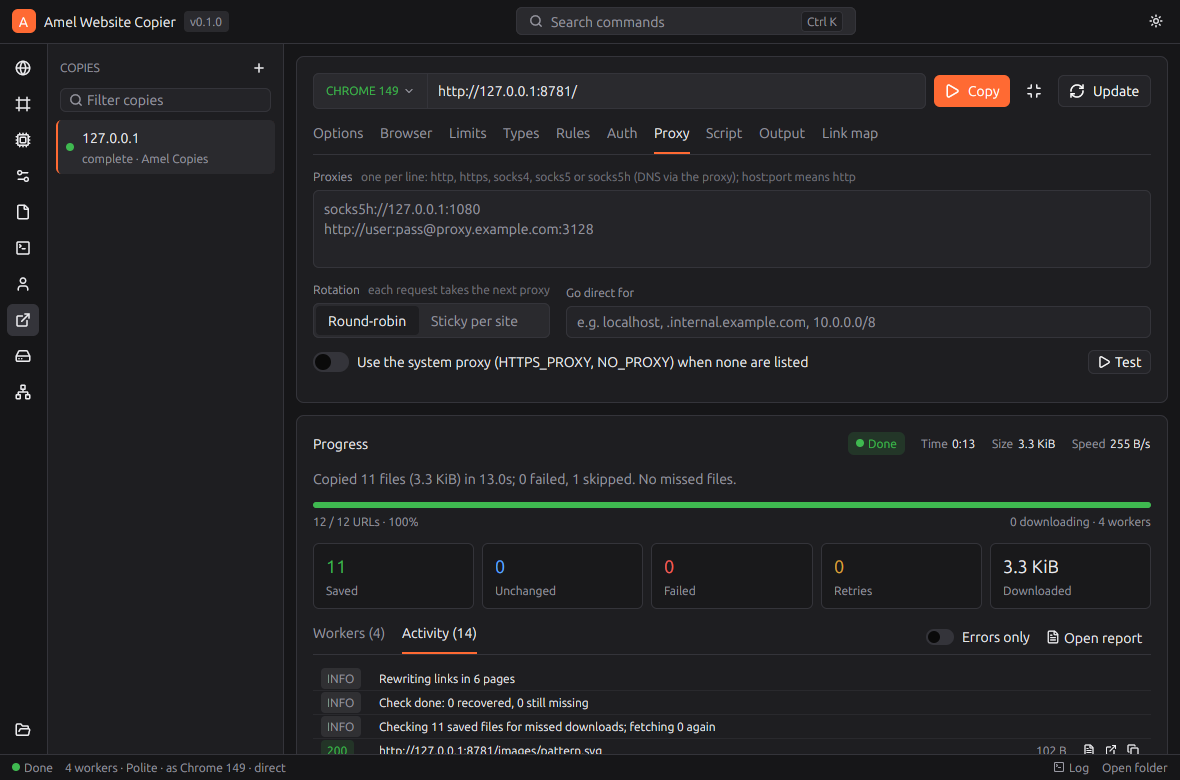 A Amel Website Copier v0.1.0 Search commands Ctrl K
COPIES +
Filter copies
127.0.0.1
complete · Amel Copies
CHROME 149 http://127.0.0.1:8781/ Copy Update
Options Browser Limits Types Rules Auth Proxy Script Output Link map
Proxies one per line: http, https, socks4, socks5 or socks5h (DNS via the proxy); host:port means http
socks5h://127.0.0.1:1080
http://user:pass@proxy.example.com:3128
Rotation each request takes the next proxy Go direct for
Round-robin Sticky per site e.g. localhost, .internal.example.com, 10.0.0.0/8
Use the system proxy (HTTPS_PROXY, NO_PROXY) when none are listed Test
Progress Done Time 0:13 Size 3.3 KiB Speed 255 B/s
Copied 11 files (3.3 KiB) in 13.0s; 0 failed, 1 skipped. No missed files.
12 / 12 URLs · 100% 0 downloading · 4 workers
11 0 0 0 3.3 KiB
Saved Unchanged Failed Retries Downloaded
Workers (4) Activity (14) Errors only Open report
INFO Rewriting links in 6 pages
INFO Check done: 0 recovered, 0 still missing
INFO Checking 11 saved files for missed downloads; fetching 0 again
200 http://127.0.0.1:8781/images/pattern.svg 102 B
Done 4 workers · Polite · as Chrome 149 · direct Log Open folder